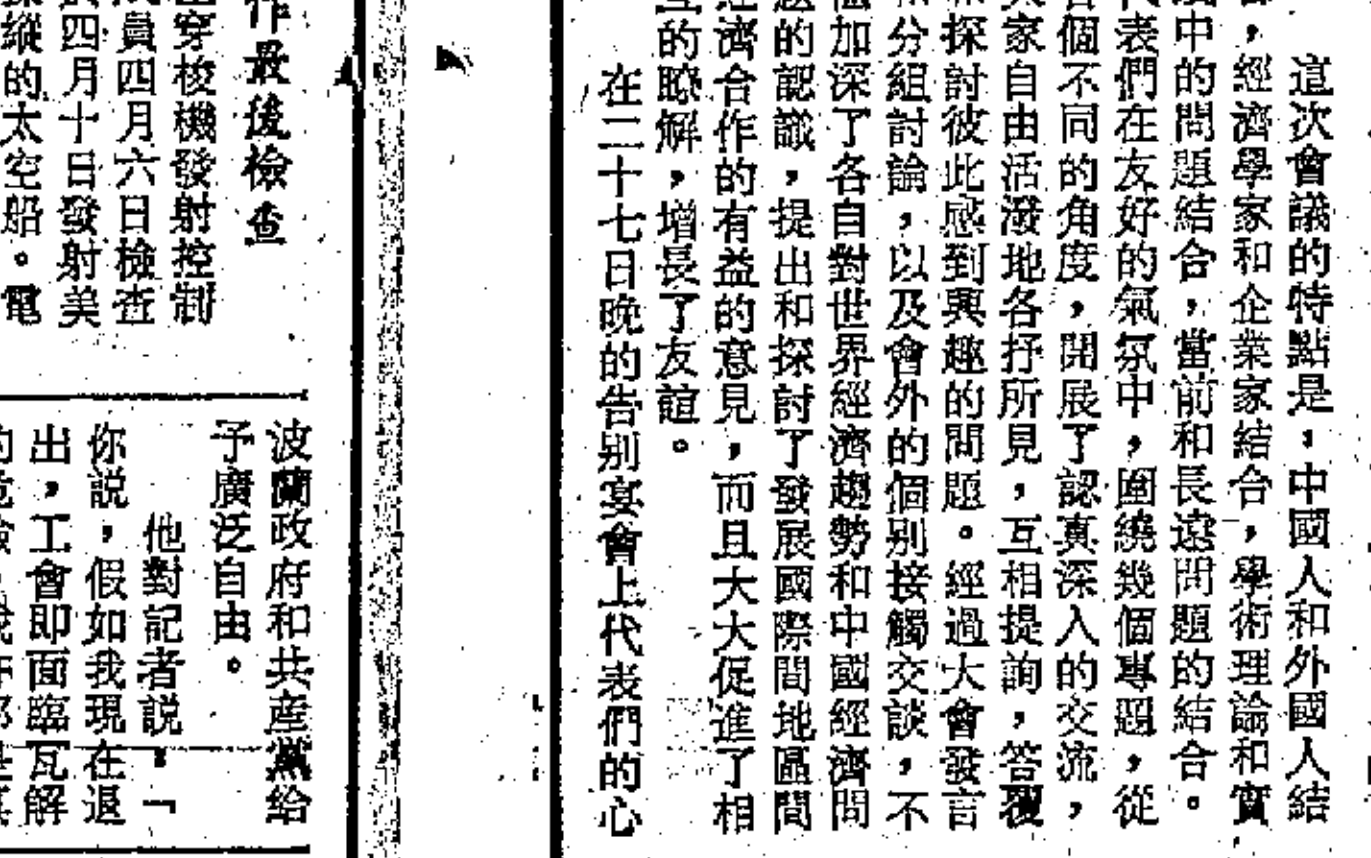 這次會議的特點是：中國人和外國人結
，經濟學家和企業家結合，學術理論和實
中的問題結合，當前和長遠問題的結合。
代表們在友好的氣氛中，圍繞幾個專題，從
各個不同的角度，開展了認真深入的交流，
大家自由活潑地各抒所見，互相提詢，答覆
和探討彼此感到興趣的問題。經過大會發言
和分組討論，以及會外的個別接觸交談，不
僅加深了各自對世界經濟趨勢和中國經濟問
題的認識，提出和探討了發展國際間地區間
經濟合作的有益的意見，而且大大促進了相
互的瞭解，增長了友誼。
在二十七日晚的告別宴會上代表們的心
作最後檢查
穿梭機發射控制
員四月六日檢查
四月十日發射美
縱的太空船。電
波蘭政府和共産黨給
予廣泛自由。
他對記者説：「
你説，假如我現在退
出，工會即面臨瓦解